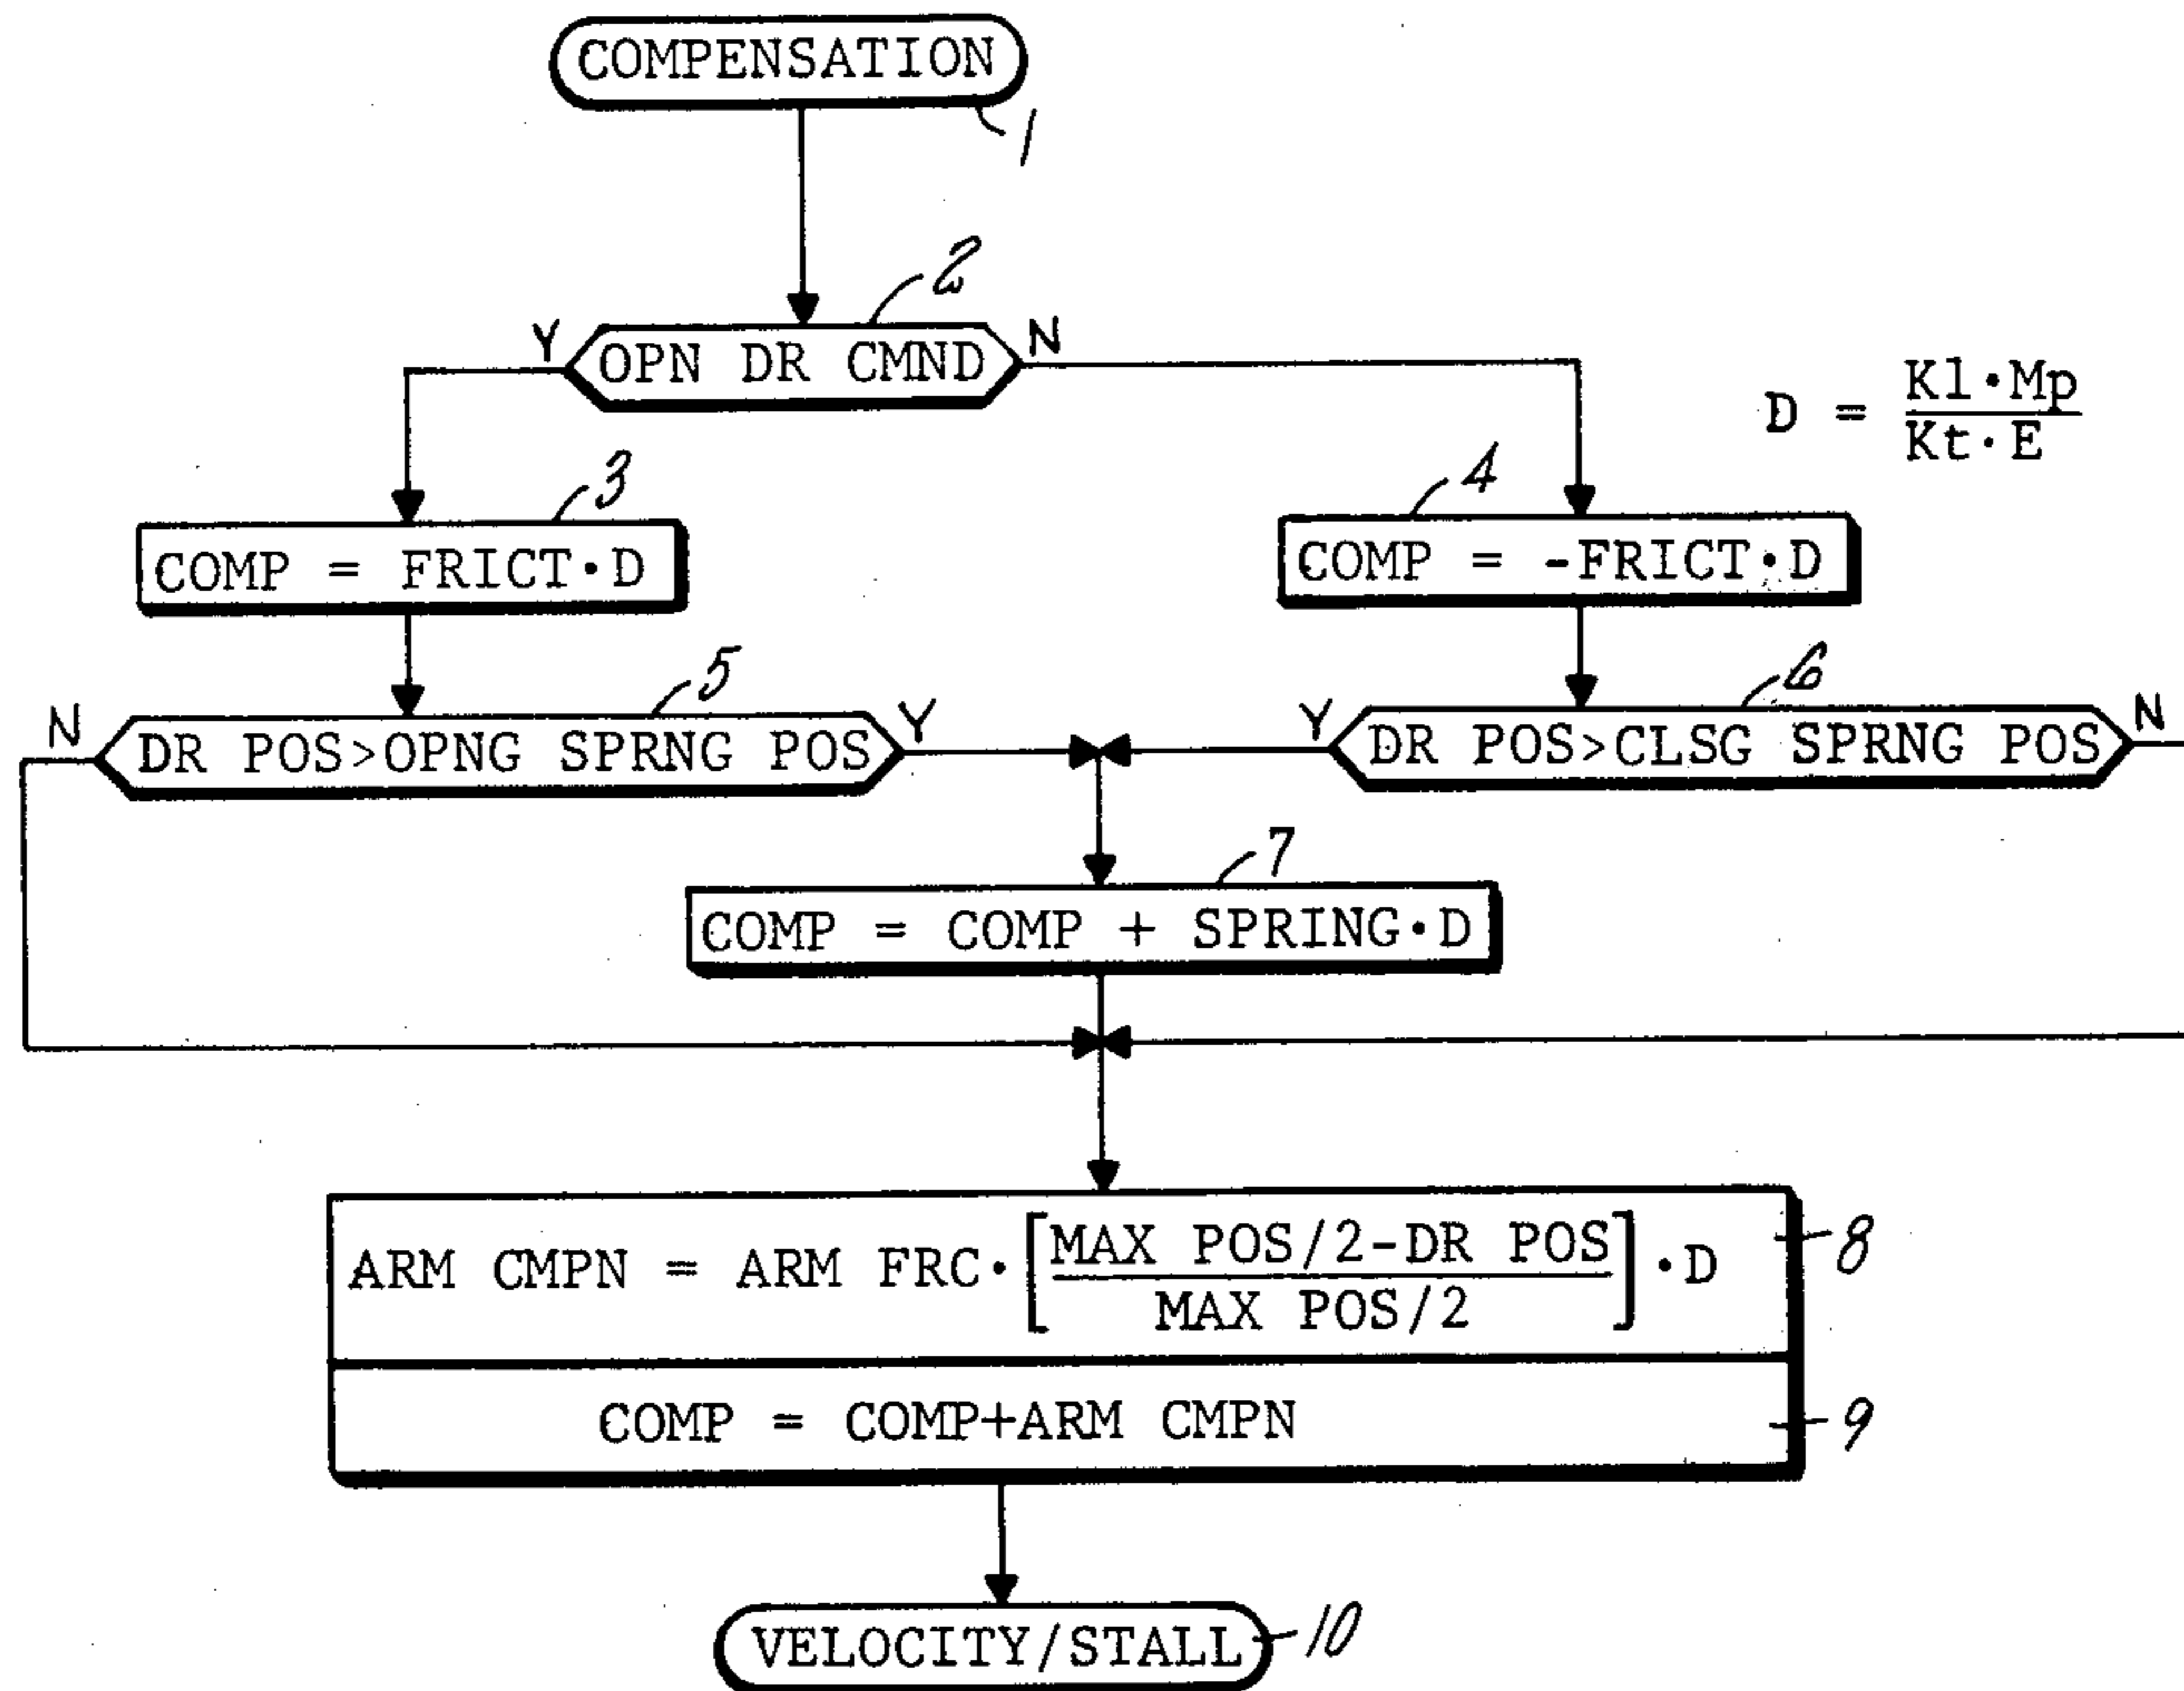 COMPENSATION
1
2
Y
OPN DR CMND
N
D = Kl·Mp
Kt·E
3
4
COMP = FRICT·D
COMP = -FRICT·D
5
6
N
DR POS>OPNG SPRNG POS
Y
Y
DR POS>CLSG SPRNG POS
N
7
COMP = COMP + SPRING·D
ARM CMPN = ARM FRC·[MAX POS/2-DR POS
MAX POS/2]·D
8
COMP = COMP+ARM CMPN
9
VELOCITY/STALL
10